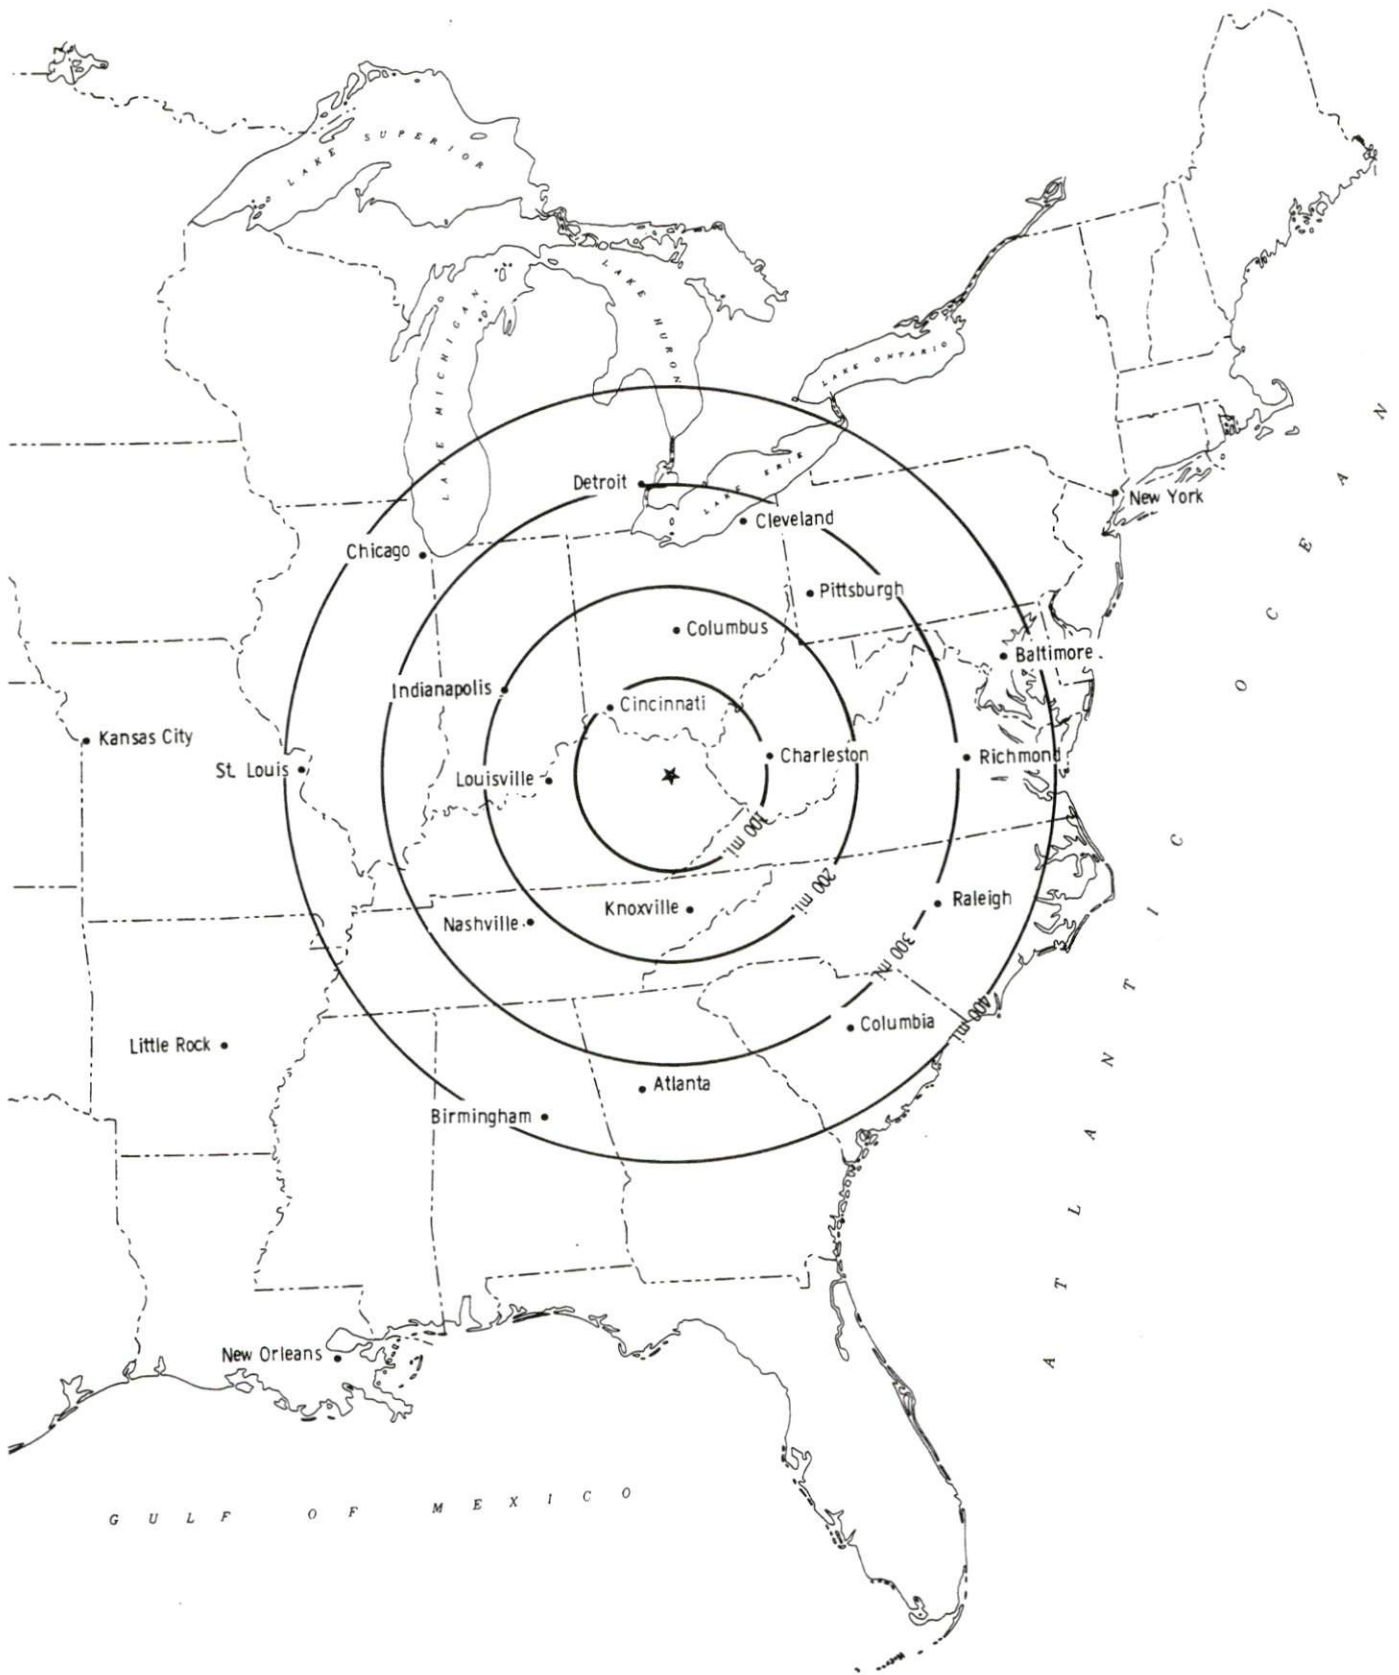 LAKE SUPERIOR
LAKE HURON
LAKE MICHIGAN
LAKE ONTARIO
LAKE ERIE
Detroit
New York
Cleveland
Chicago
Pittsburgh
Columbus
Baltimore
Indianapolis
Cincinnati
Kansas City
Charleston
Richmond
St. Louis
Louisville
100 mi.
200 mi.
Knoxville
Raleigh
Nashville
300 mi.
400 mi.
Columbia
Little Rock
Atlanta
Birmingham
New Orleans
ATLANTIC OCEAN
GULF OF MEXICO